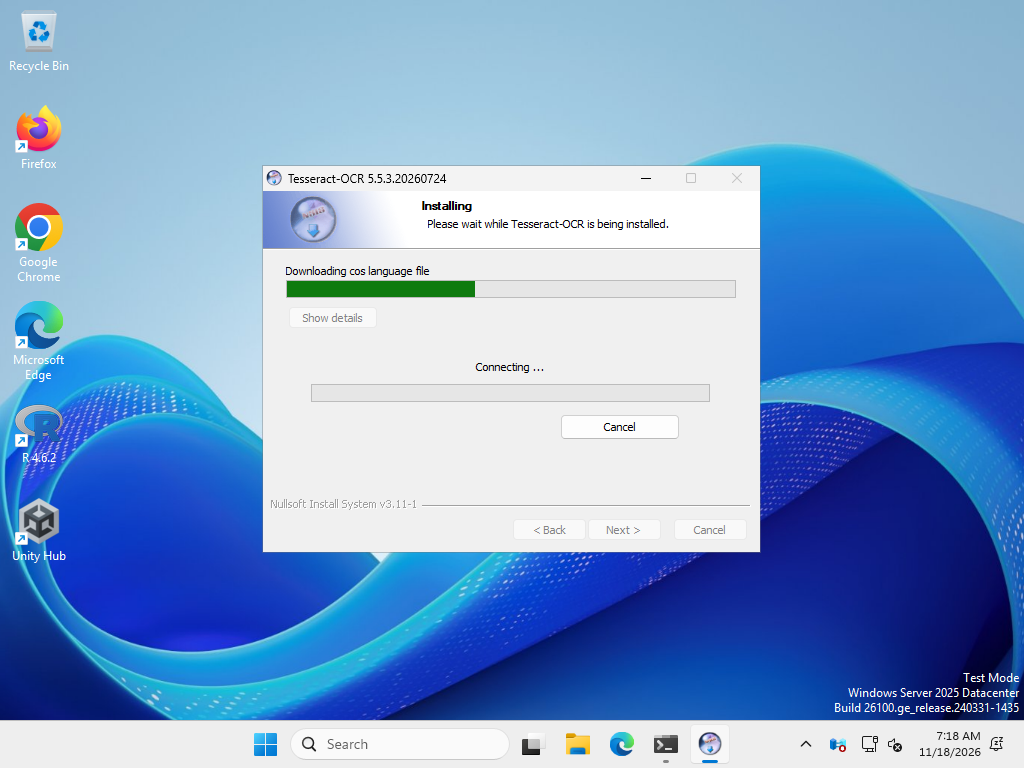 Recycle Bin
Firefox
Google
Chrome
Microsoft
Edge
R 4.6.2
Unity Hub
Tesseract-OCR 5.5.3.20260724
Installing
Please wait while Tesseract-OCR is being installed.
Downloading cos language file
Show details
Connecting ...
Cancel
Nullsoft Install System v3.11-1
< Back
Next >
Cancel
Test Mode
Windows Server 2025 Datacenter
Build 26100.ge_release.240331-1435
Search
7:18 AM
11/18/2026